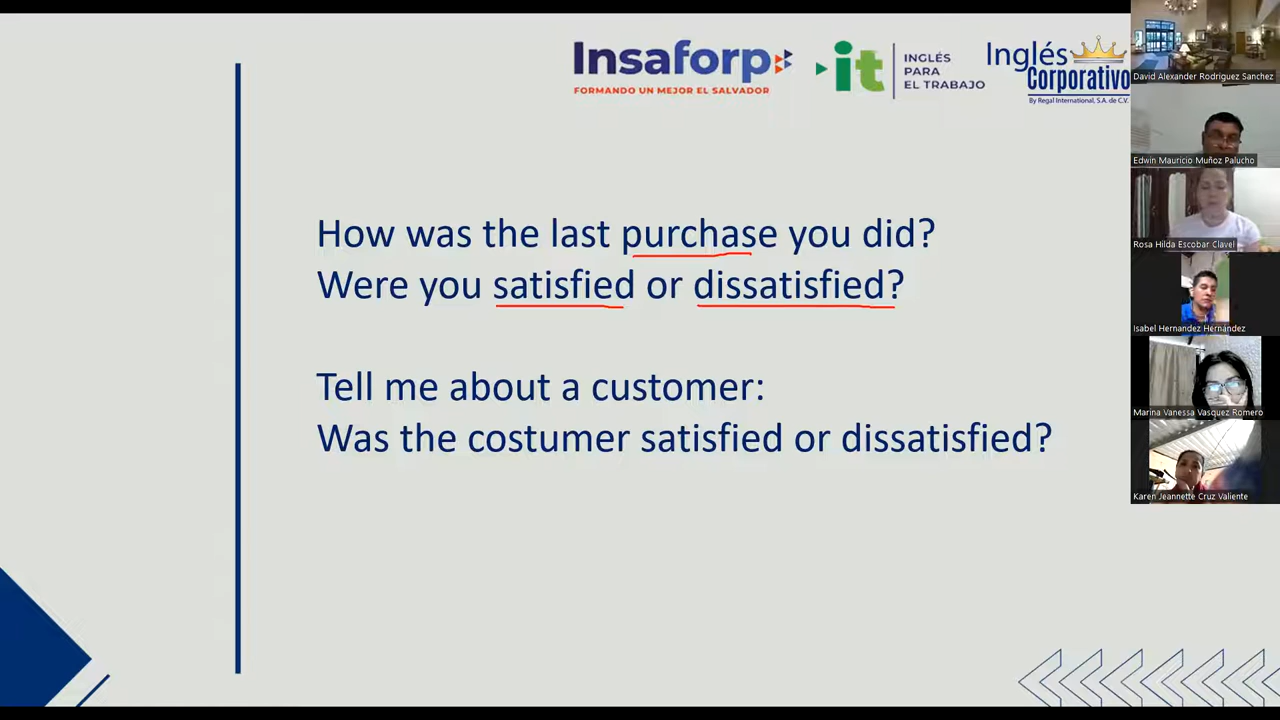 Insaforp
FORMANDO UN MEJOR EL SALVADOR
it
INGLÉS
PARA
EL TRABAJO
Inglés
Corporativo
By Regal International, S.A. de C.V.
How was the last purchase you did?
Were you satisfied or dissatisfied?
Tell me about a customer:
Was the costumer satisfied or dissatisfied?
David Alexander Rodriguez Sanchez
Edwin Mauricio Muñoz Palucho
Rosa Hilda Escobar Clavel
Isabel Hernandez Hernández
Marina Vanessa Vasquez Romero
Karen Jeannette Cruz Valiente